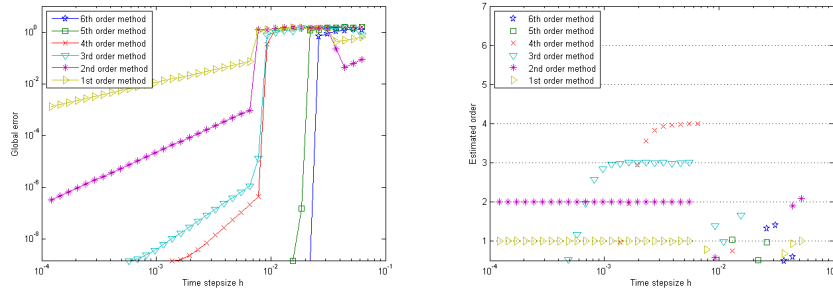 10^0
10^-2
10^-4
10^-6
10^-8
Global error
6th order method
5th order method
4th order method
3rd order method
2nd order method
1st order method
10^-4
10^-3
10^-2
10^-1
Time stepsize h
7
6
5
4
3
2
1
Estimated order
6th order method
5th order method
4th order method
3rd order method
2nd order method
1st order method
10^-4
10^-3
10^-2
10
Time stepsize h